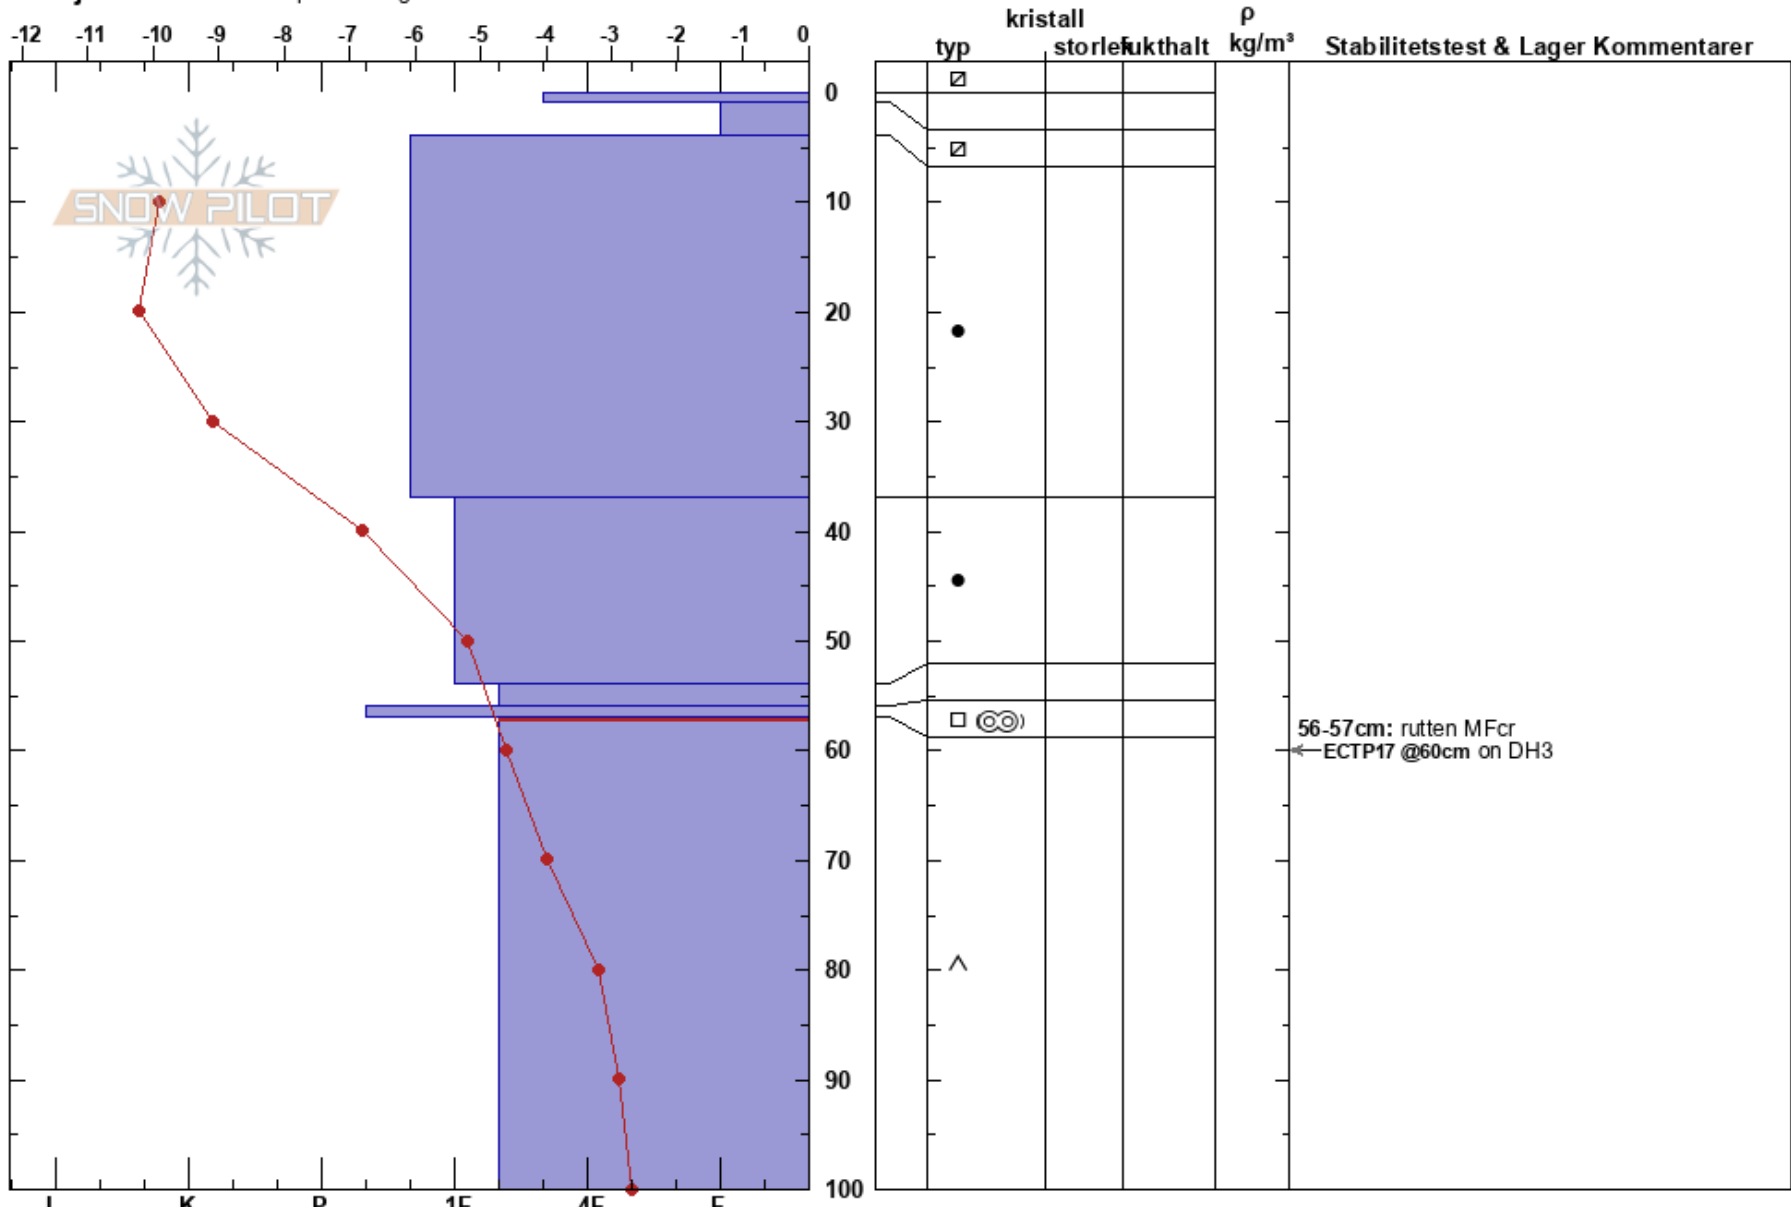 kristall
ρ
-12 -11 -10 -9 -8 -7 -6 -5 -4 -3 -2 -1 0
typ storlek fukthalt kg/m³ Stabilitetstest & Lager Kommentarer
0
SNOW PILOT
10
20
30
40
50
56-57cm: rutten MFcr
60 ECTP17 @60cm on DH3
70
80
90
100
I K P 1F 4F F